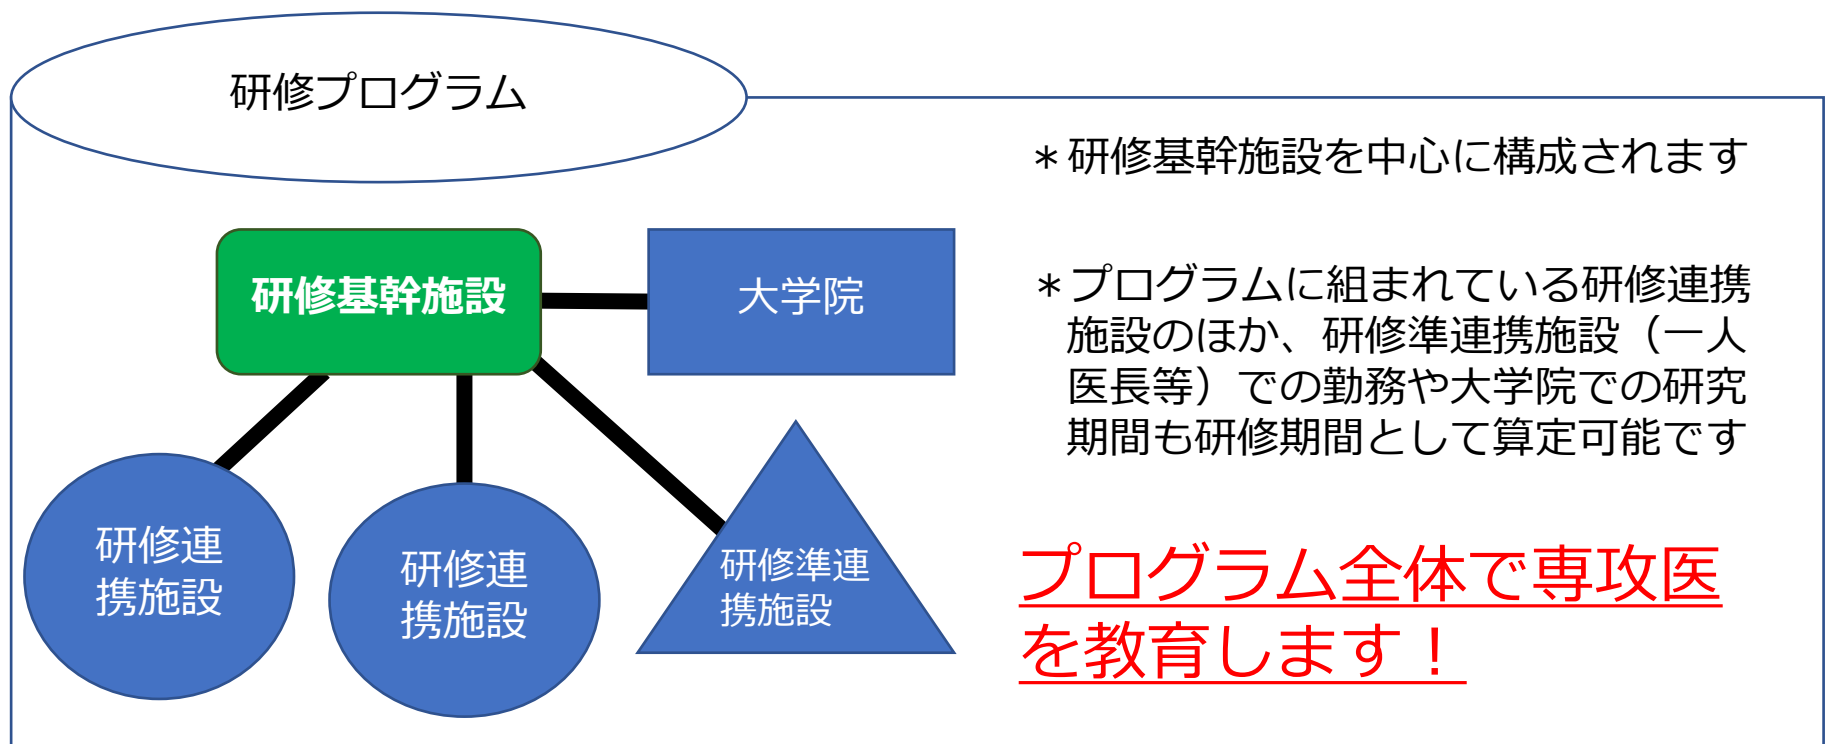 研修プログラム
研修基幹施設
大学院
研修連
携施設
研修連
携施設
研修準連
携施設
＊研修基幹施設を中心に構成されます
＊プログラムに組まれている研修連携
施設のほか、研修準連携施設（一人
医長等）での勤務や大学院での研究
期間も研修期間として算定可能です
プログラム全体で専攻医
を教育します！